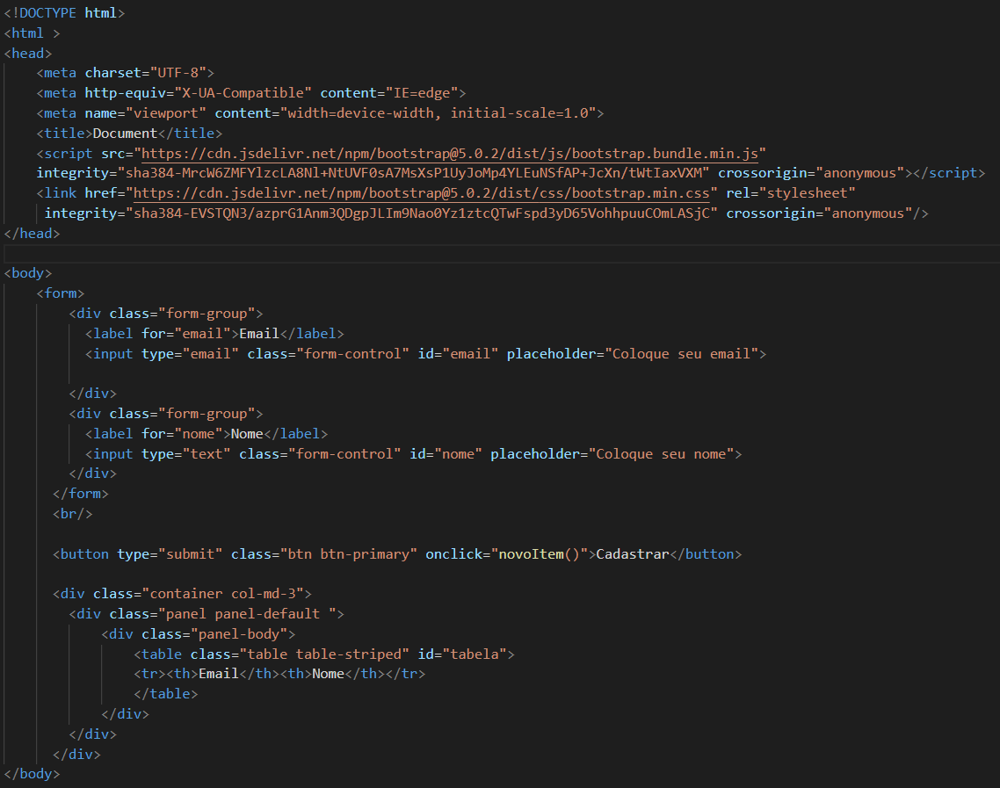 <!DOCTYPE html>
<html >
<head>
    <meta charset="UTF-8">
    <meta http-equiv="X-UA-Compatible" content="IE=edge">
    <meta name="viewport" content="width=device-width, initial-scale=1.0">
    <title>Document</title>
    <script src="https://cdn.jsdelivr.net/npm/bootstrap@5.0.2/dist/js/bootstrap.bundle.min.js"
    integrity="sha384-MrcW6ZMFYlzcLA8Nl+NtUVF0sA7MsXsP1UyJoMp4YLEuNSfAP+JcXn/tWtIaxVXM" crossorigin="anonymous"></script>
    <link href="https://cdn.jsdelivr.net/npm/bootstrap@5.0.2/dist/css/bootstrap.min.css" rel="stylesheet"
     integrity="sha384-EVSTQN3/azprG1Anm3QDgpJLIm9Nao0Yz1ztcQTwFspd3yD65VohhpuuCOmLASjC" crossorigin="anonymous"/>
</head>
<body>
    <form>
        <div class="form-group">
          <label for="email">Email</label>
          <input type="email" class="form-control" id="email" placeholder="Coloque seu email">
        </div>
        <div class="form-group">
          <label for="nome">Nome</label>
          <input type="text" class="form-control" id="nome" placeholder="Coloque seu nome">
        </div>
      </form>
      <br/>
      <button type="submit" class="btn btn-primary" onclick="novoItem()">Cadastrar</button>
      <div class="container col-md-3">
        <div class="panel panel-default ">
            <div class="panel-body">
                <table class="table table-striped" id="tabela">
                <tr><th>Email</th><th>Nome</th></tr>
                </table>
            </div>
        </div>
      </div>
</body>